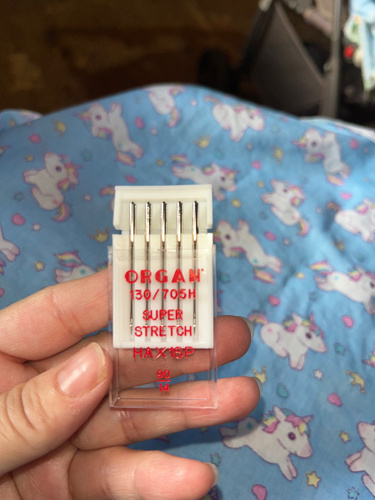 ORGAN
130/705H
SUPER
STRETCH
HAX1SP